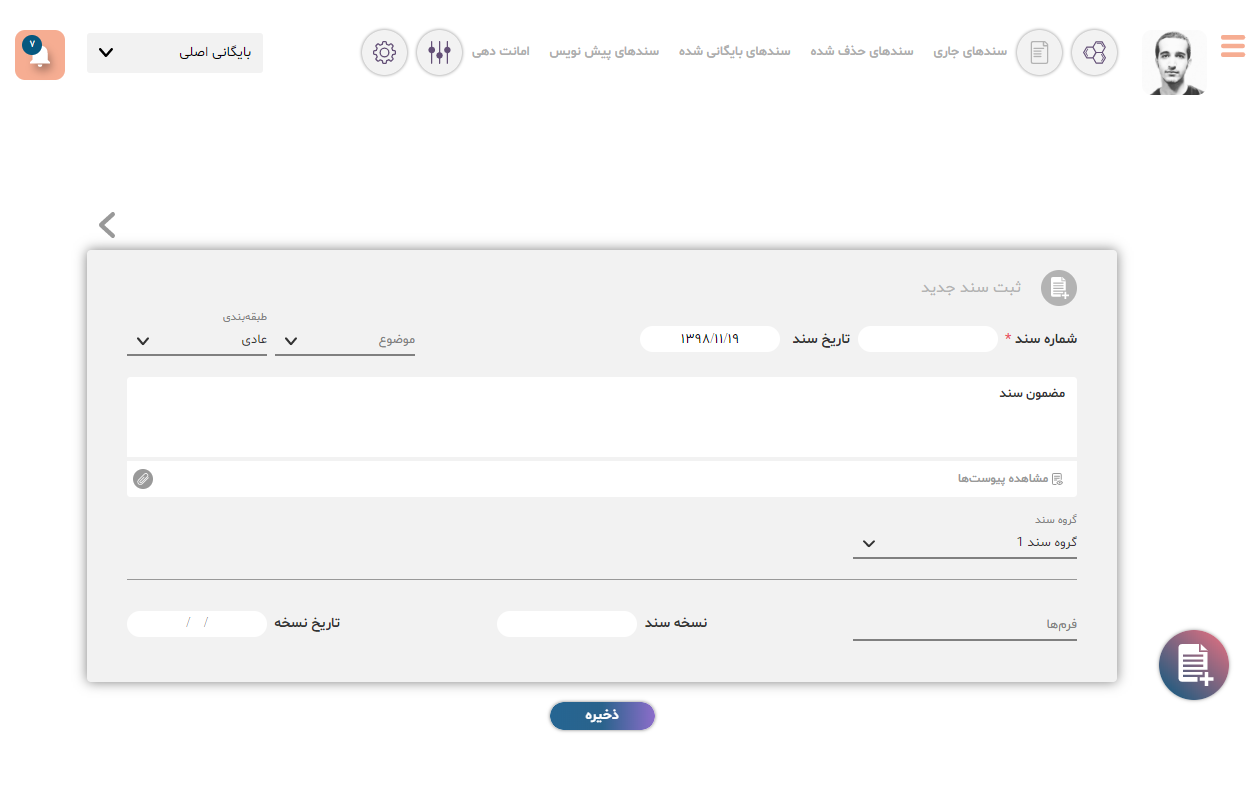 سندهای جاری
سندهای حذف شده
سندهای بایگانی شده
سندهای پیش نویس
امانت دهی
بایگانی اصلی
۷
ثبت سند جدید
شماره سند *
تاریخ سند
۱۳۹۸/۱۱/۱۹
موضوع
طبقه‌بندی
عادی
مضمون سند
مشاهده پیوست‌ها
گروه سند
گروه سند 1
فرم‌ها
نسخه سند
تاریخ نسخه
/ /
ذخیره